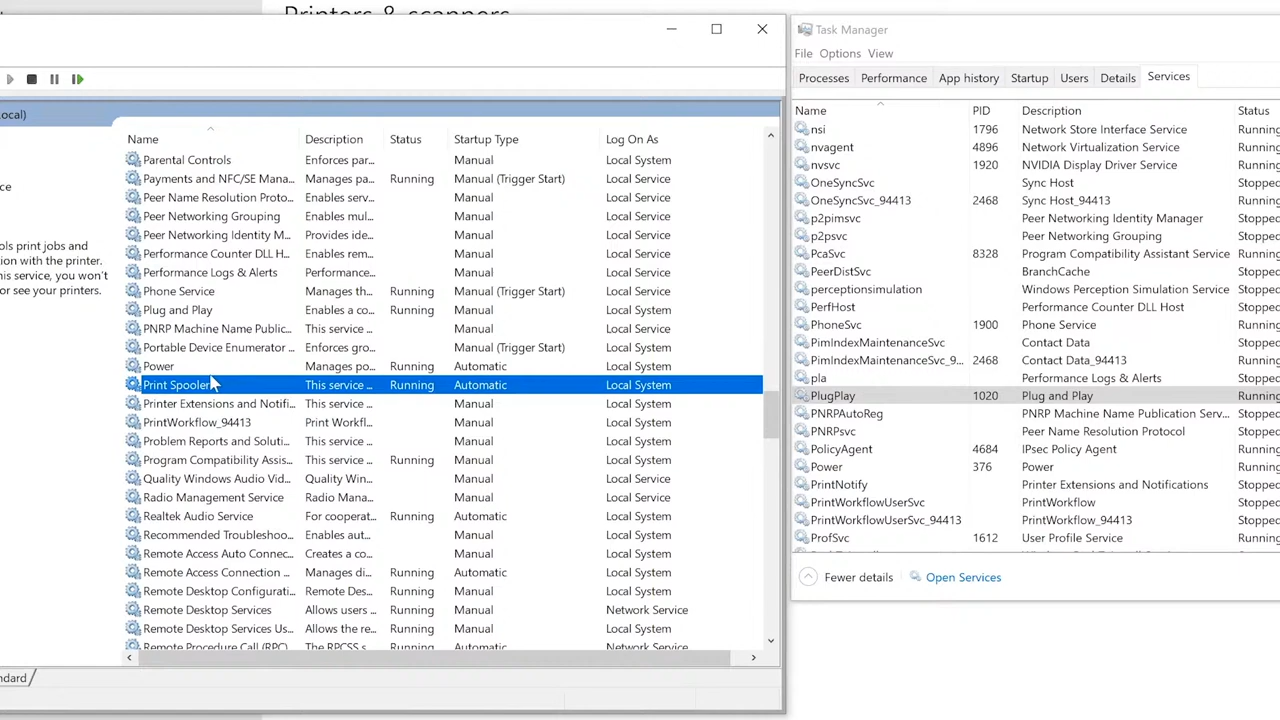 Printers & scanners
ocal)
ce
ols print jobs and
tion with the printer.
his service, you won't
or see your printers.
Name Description Status Startup Type Log On As
Parental Controls Enforces par... Manual Local System
Payments and NFC/SE Mana... Manages pa... Running Manual (Trigger Start) Local Service
Peer Name Resolution Proto... Enables serv... Manual Local Service
Peer Networking Grouping Enables mul... Manual Local Service
Peer Networking Identity M... Provides ide... Manual Local Service
Performance Counter DLL H... Enables rem... Manual Local Service
Performance Logs & Alerts Performance... Manual Local Service
Phone Service Manages th... Running Manual (Trigger Start) Local Service
Plug and Play Enables a co... Running Manual Local System
PNRP Machine Name Public... This service ... Manual Local Service
Portable Device Enumerator ... Enforces gro... Manual (Trigger Start) Local System
Power Manages po... Running Automatic Local System
Print Spooler This service ... Running Automatic Local System
Printer Extensions and Notifi... This service ... Manual Local System
PrintWorkflow_94413 Print Workfl... Manual Local System
Problem Reports and Soluti... This service ... Manual Local System
Program Compatibility Assis... This service ... Running Manual Local System
Quality Windows Audio Vid... Quality Win... Manual Local Service
Radio Management Service Radio Mana... Manual Local Service
Realtek Audio Service For cooperat... Running Automatic Local System
Recommended Troubleshoo... Enables aut... Manual Local System
Remote Access Auto Connec... Creates a co... Manual Local System
Remote Access Connection ... Manages di... Running Automatic Local System
Remote Desktop Configurati... Remote Des... Running Manual Local System
Remote Desktop Services Allows users ... Running Manual Network Service
Remote Desktop Services Us... Allows the re... Running Manual Local System
Remote Procedure Call (RPC) The RPCSS s... Running Automatic Network Service
ndard
Task Manager
File Options View
Processes Performance App history Startup Users Details Services
Name PID Description Status
nsi 1796 Network Store Interface Service Running
nvagent 4896 Network Virtualization Service Running
nvsvc 1920 NVIDIA Display Driver Service Running
OneSyncSvc Sync Host Stopped
OneSyncSvc_94413 2468 Sync Host_94413 Running
p2pimsvc Peer Networking Identity Manager Stopped
p2psvc Peer Networking Grouping Stopped
PcaSvc 8328 Program Compatibility Assistant Service Running
PeerDistSvc BranchCache Stopped
perceptionsimulation Windows Perception Simulation Service Stopped
PerfHost Performance Counter DLL Host Stopped
PhoneSvc 1900 Phone Service Running
PimIndexMaintenanceSvc Contact Data Stopped
PimIndexMaintenanceSvc_9... 2468 Contact Data_94413 Running
pla Performance Logs & Alerts Stopped
PlugPlay 1020 Plug and Play Running
PNRPAutoReg PNRP Machine Name Publication Serv... Stopped
PNRPsvc Peer Name Resolution Protocol Stopped
PolicyAgent 4684 IPsec Policy Agent Running
Power 376 Power Running
PrintNotify Printer Extensions and Notifications Stopped
PrintWorkflowUserSvc PrintWorkflow Stopped
PrintWorkflowUserSvc_94413 PrintWorkflow_94413 Stopped
ProfSvc 1612 User Profile Service Running
Fewer details Open Services